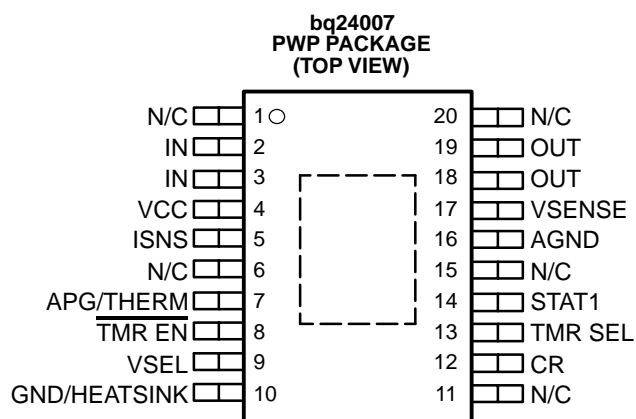 bq24007
PWP PACKAGE
(TOP VIEW)
N/C 1 20 N/C
IN 2 19 OUT
IN 3 18 OUT
VCC 4 17 VSENSE
ISNS 5 16 AGND
N/C 6 15 N/C
APG/THERM 7 14 STAT1
TMR EN 8 13 TMR SEL
VSEL 9 12 CR
GND/HEATSINK 10 11 N/C